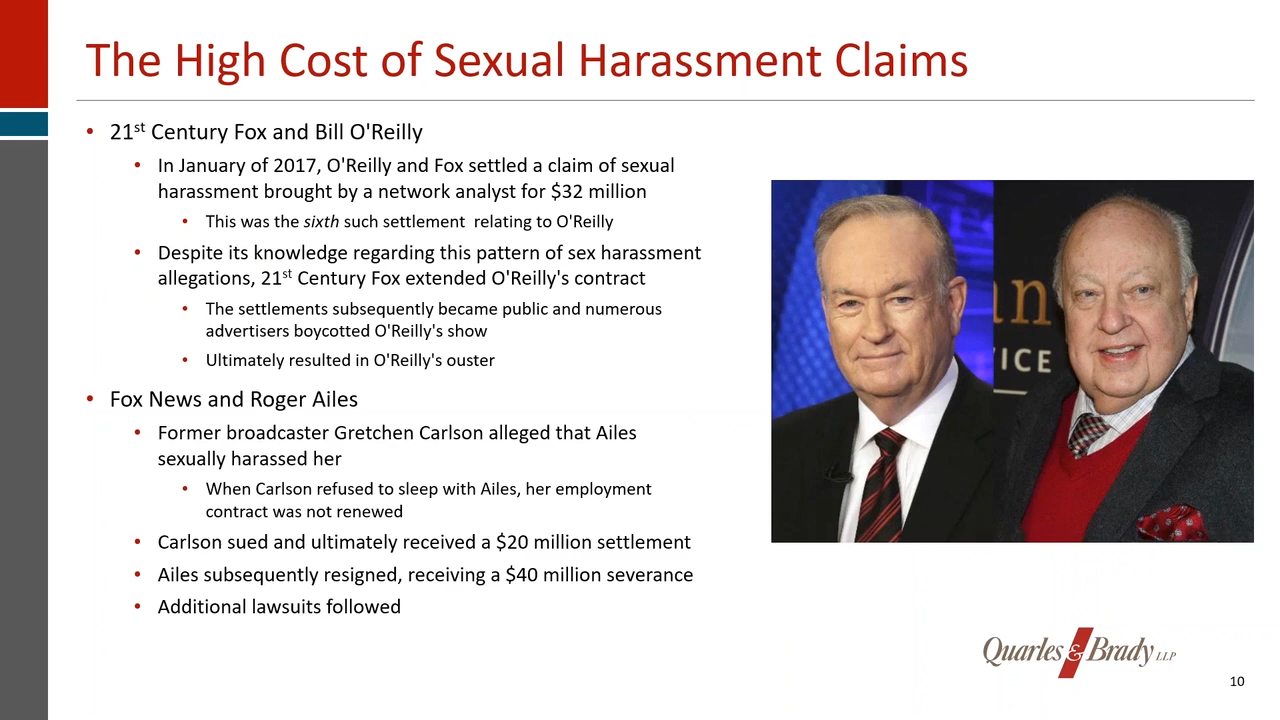 The High Cost of Sexual Harassment Claims
• 21st Century Fox and Bill O'Reilly
• In January of 2017, O'Reilly and Fox settled a claim of sexual
harassment brought by a network analyst for $32 million
• This was the sixth such settlement relating to O'Reilly
• Despite its knowledge regarding this pattern of sex harassment
allegations, 21st Century Fox extended O'Reilly's contract
• The settlements subsequently became public and numerous
advertisers boycotted O'Reilly's show
• Ultimately resulted in O'Reilly's ouster
• Fox News and Roger Ailes
• Former broadcaster Gretchen Carlson alleged that Ailes
sexually harassed her
• When Carlson refused to sleep with Ailes, her employment
contract was not renewed
• Carlson sued and ultimately received a $20 million settlement
• Ailes subsequently resigned, receiving a $40 million severance
• Additional lawsuits followed
Quarles & Brady LLP
10